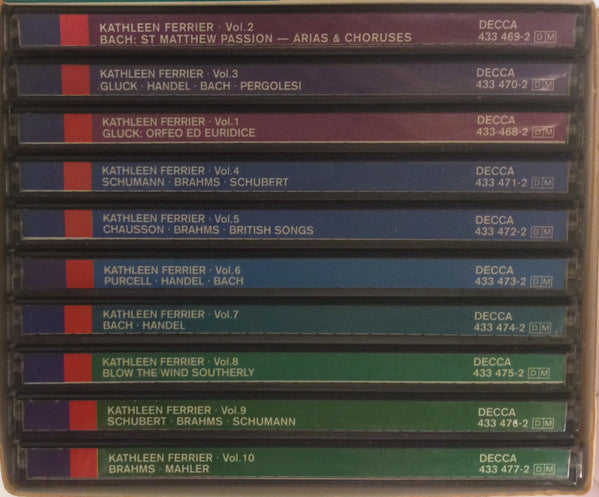 KATHLEEN FERRIER · Vol.2
BACH: ST MATTHEW PASSION — ARIAS & CHORUSES
DECCA
433 469-2 DM
KATHLEEN FERRIER · Vol.3
GLUCK · HANDEL · BACH · PERGOLESI
DECCA
433 470-2 DM
KATHLEEN FERRIER · Vol.1
GLUCK: ORFEO ED EURIDICE
DECCA
433 468-2 DM
KATHLEEN FERRIER · Vol.4
SCHUMANN · BRAHMS · SCHUBERT
DECCA
433 471-2 DM
KATHLEEN FERRIER · Vol.5
CHAUSSON · BRAHMS · BRITISH SONGS
DECCA
433 472-2 DM
KATHLEEN FERRIER · Vol.6
PURCELL · HANDEL · BACH
DECCA
433 473-2 DM
KATHLEEN FERRIER · Vol.7
BACH · HANDEL
DECCA
433 474-2 DM
KATHLEEN FERRIER · Vol.8
BLOW THE WIND SOUTHERLY
DECCA
433 475-2 DM
KATHLEEN FERRIER · Vol.9
SCHUBERT · BRAHMS · SCHUMANN
DECCA
433 476-2 DM
KATHLEEN FERRIER · Vol.10
BRAHMS · MAHLER
DECCA
433 477-2 DM